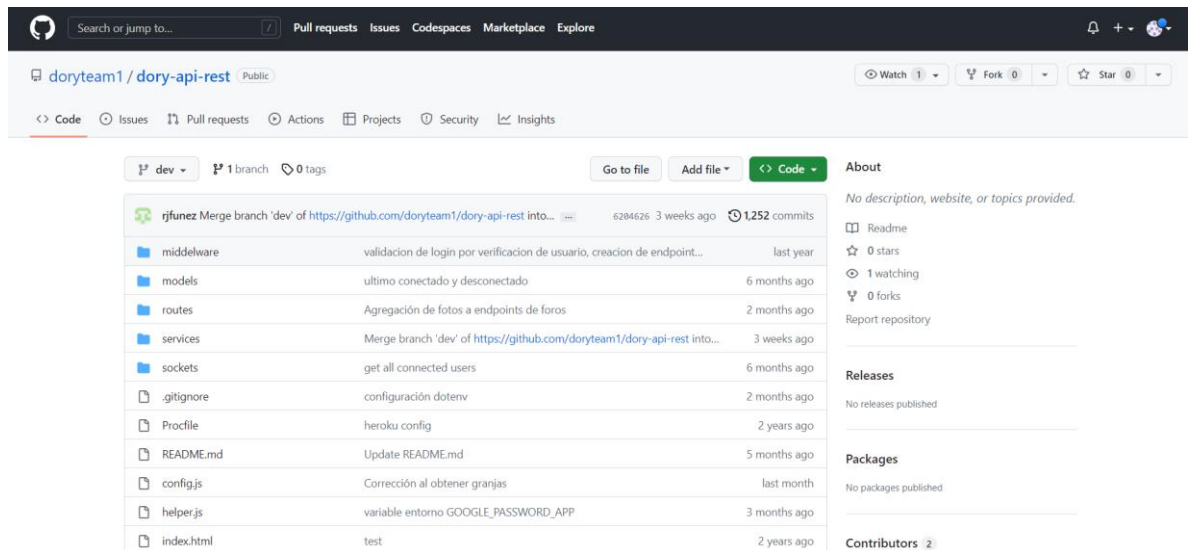 Search or jump to... / Pull requests Issues Codespaces Marketplace Explore
doryteam1 / dory-api-rest Public Watch 1 Fork 0 Star 0
<> Code Issues Pull requests Actions Projects Security Insights
dev 1 branch 0 tags Go to file Add file <> Code
rjfunez Merge branch 'dev' of https://github.com/doryteam1/dory-api-rest into... ... 6204626 3 weeks ago 1,252 commits
middelware validacion de login por verificacion de usuario, creacion de endpoint... last year
models ultimo conectado y desconectado 6 months ago
routes Agregación de fotos a endpoints de foros 2 months ago
services Merge branch 'dev' of https://github.com/doryteam1/dory-api-rest into... 3 weeks ago
sockets get all connected users 6 months ago
.gitignore configuración dotenv 2 months ago
Procfile heroku config 2 years ago
README.md Update README.md 5 months ago
config.js Corrección al obtener granjas last month
helper.js variable entorno GOOGLE_PASSWORD_APP 3 months ago
index.html test 2 years ago
About
No description, website, or topics provided.
Readme
0 stars
1 watching
0 forks
Report repository
Releases
No releases published
Packages
No packages published
Contributors 2